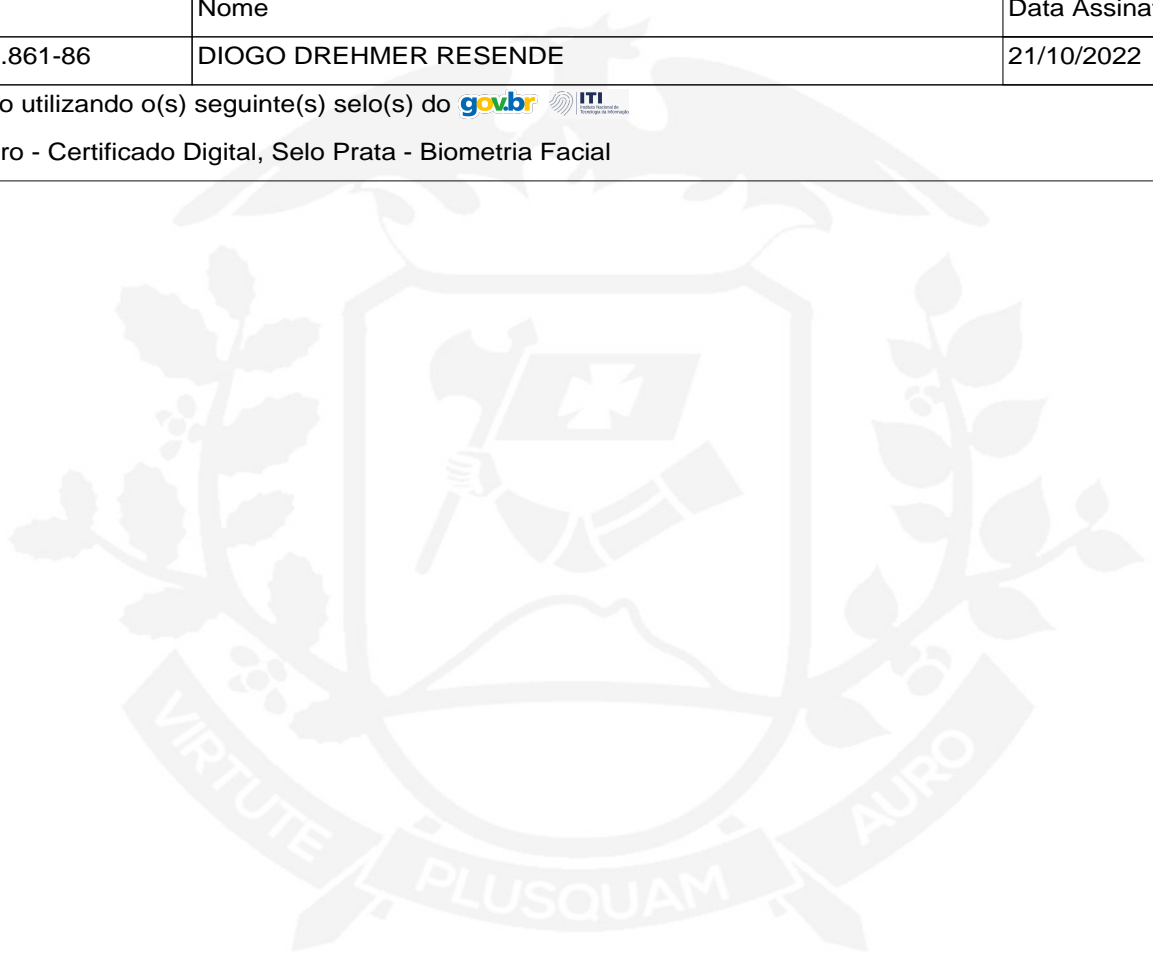 Nome Data Assina
.861-86 DIOGO DREHMER RESENDE 21/10/2022
o utilizando o(s) seguinte(s) selo(s) do gov.br ITI
ro - Certificado Digital, Selo Prata - Biometria Facial
VIRTUTE PLUSQUAM AURO